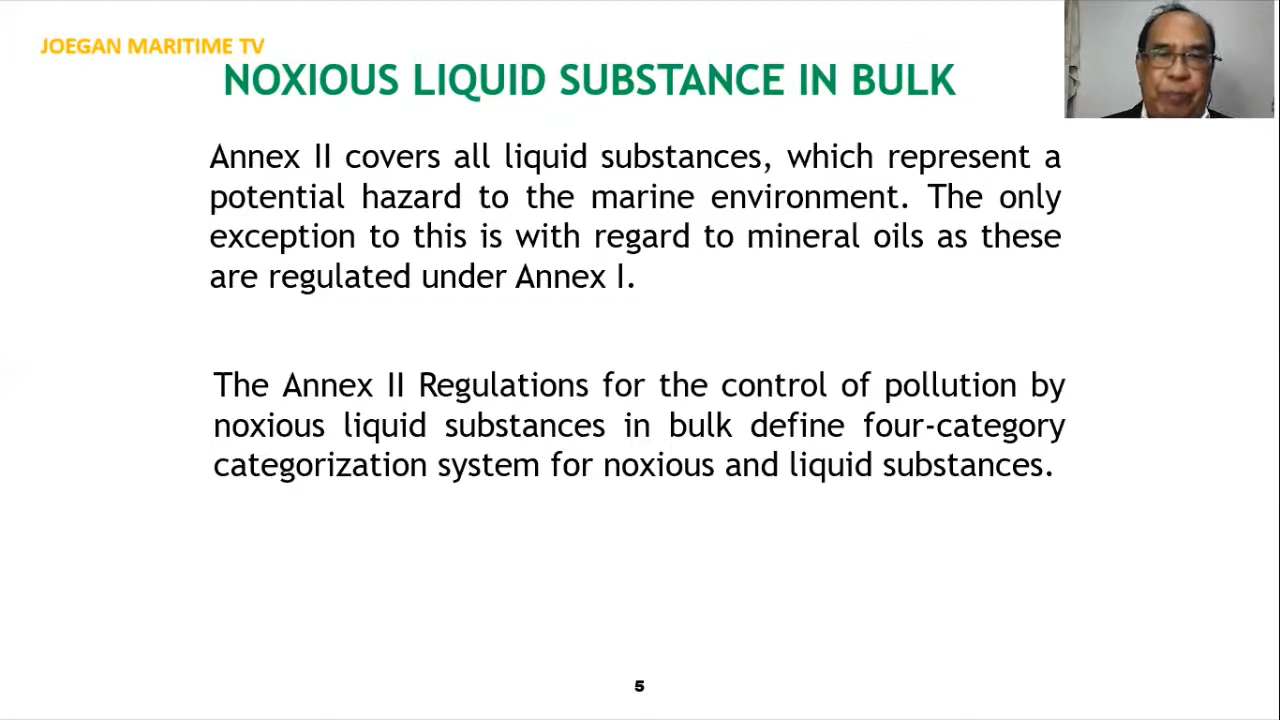 JOEGAN MARITIME TV
NOXIOUS LIQUID SUBSTANCE IN BULK
Annex II covers all liquid substances, which represent a
potential hazard to the marine environment. The only
exception to this is with regard to mineral oils as these
are regulated under Annex I.
The Annex II Regulations for the control of pollution by
noxious liquid substances in bulk define four-category
categorization system for noxious and liquid substances.
5